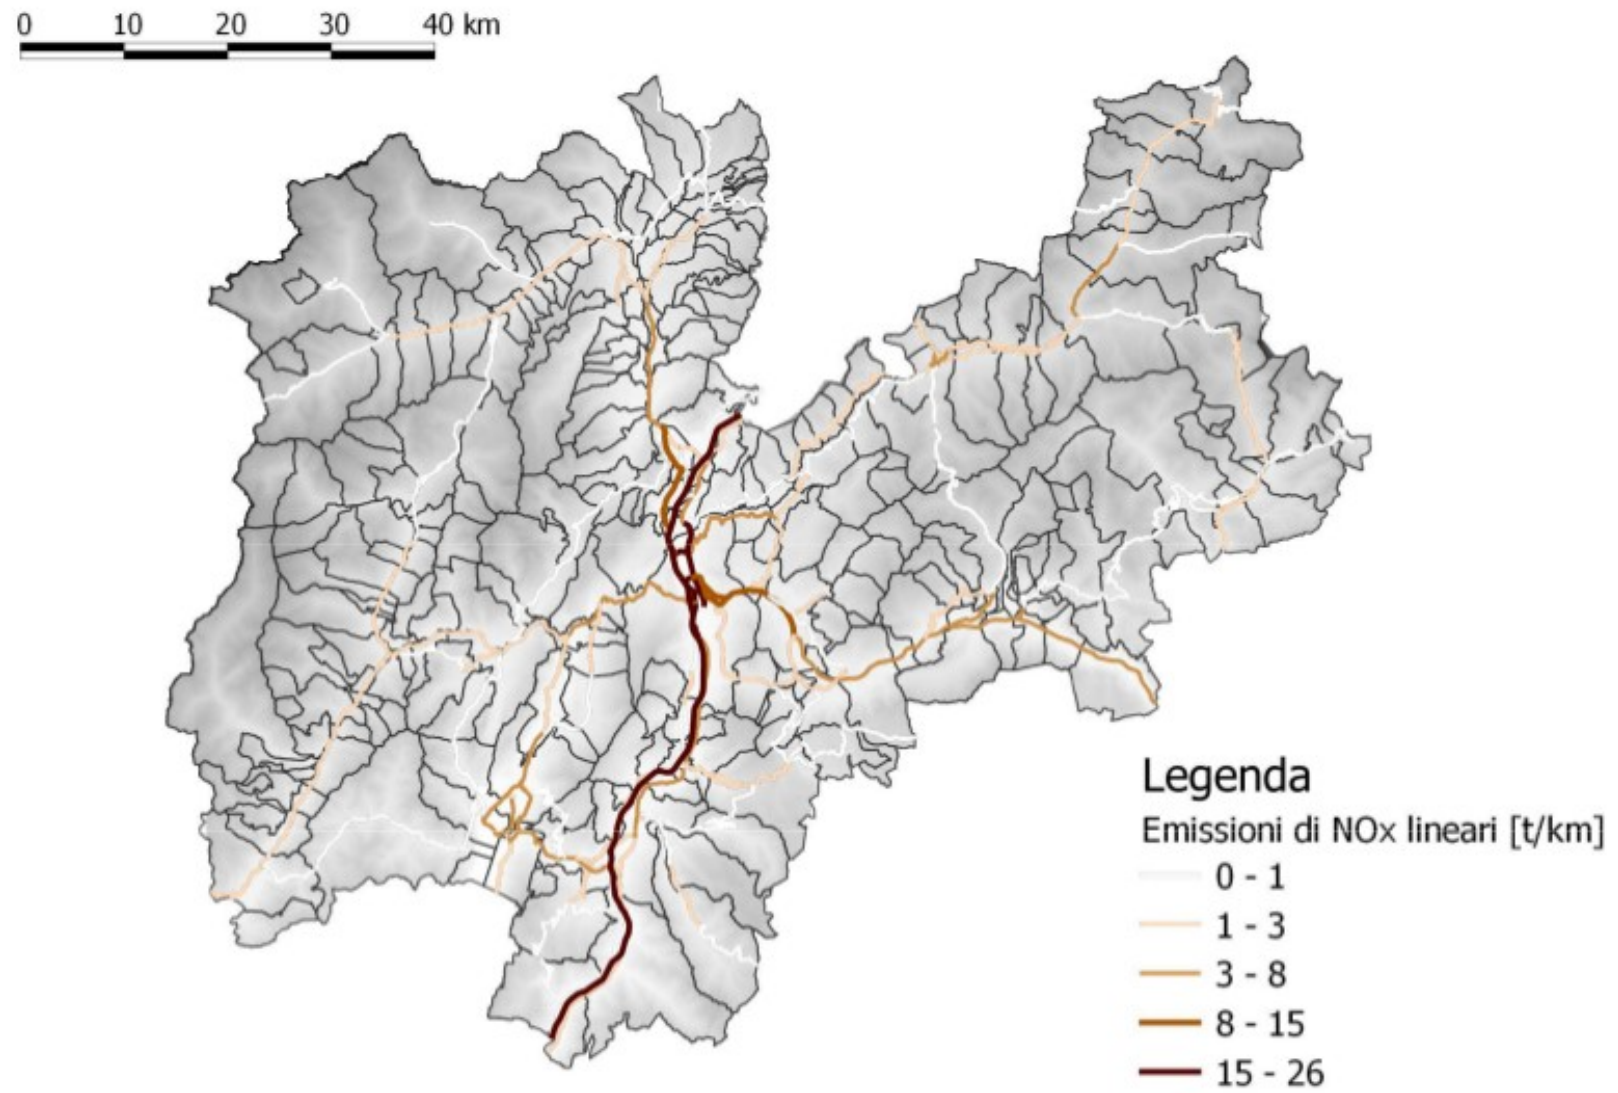 0 10 20 30 40 km
Legenda
Emissioni di NOx lineari [t/km]
0 - 1
1 - 3
3 - 8
8 - 15
15 - 26